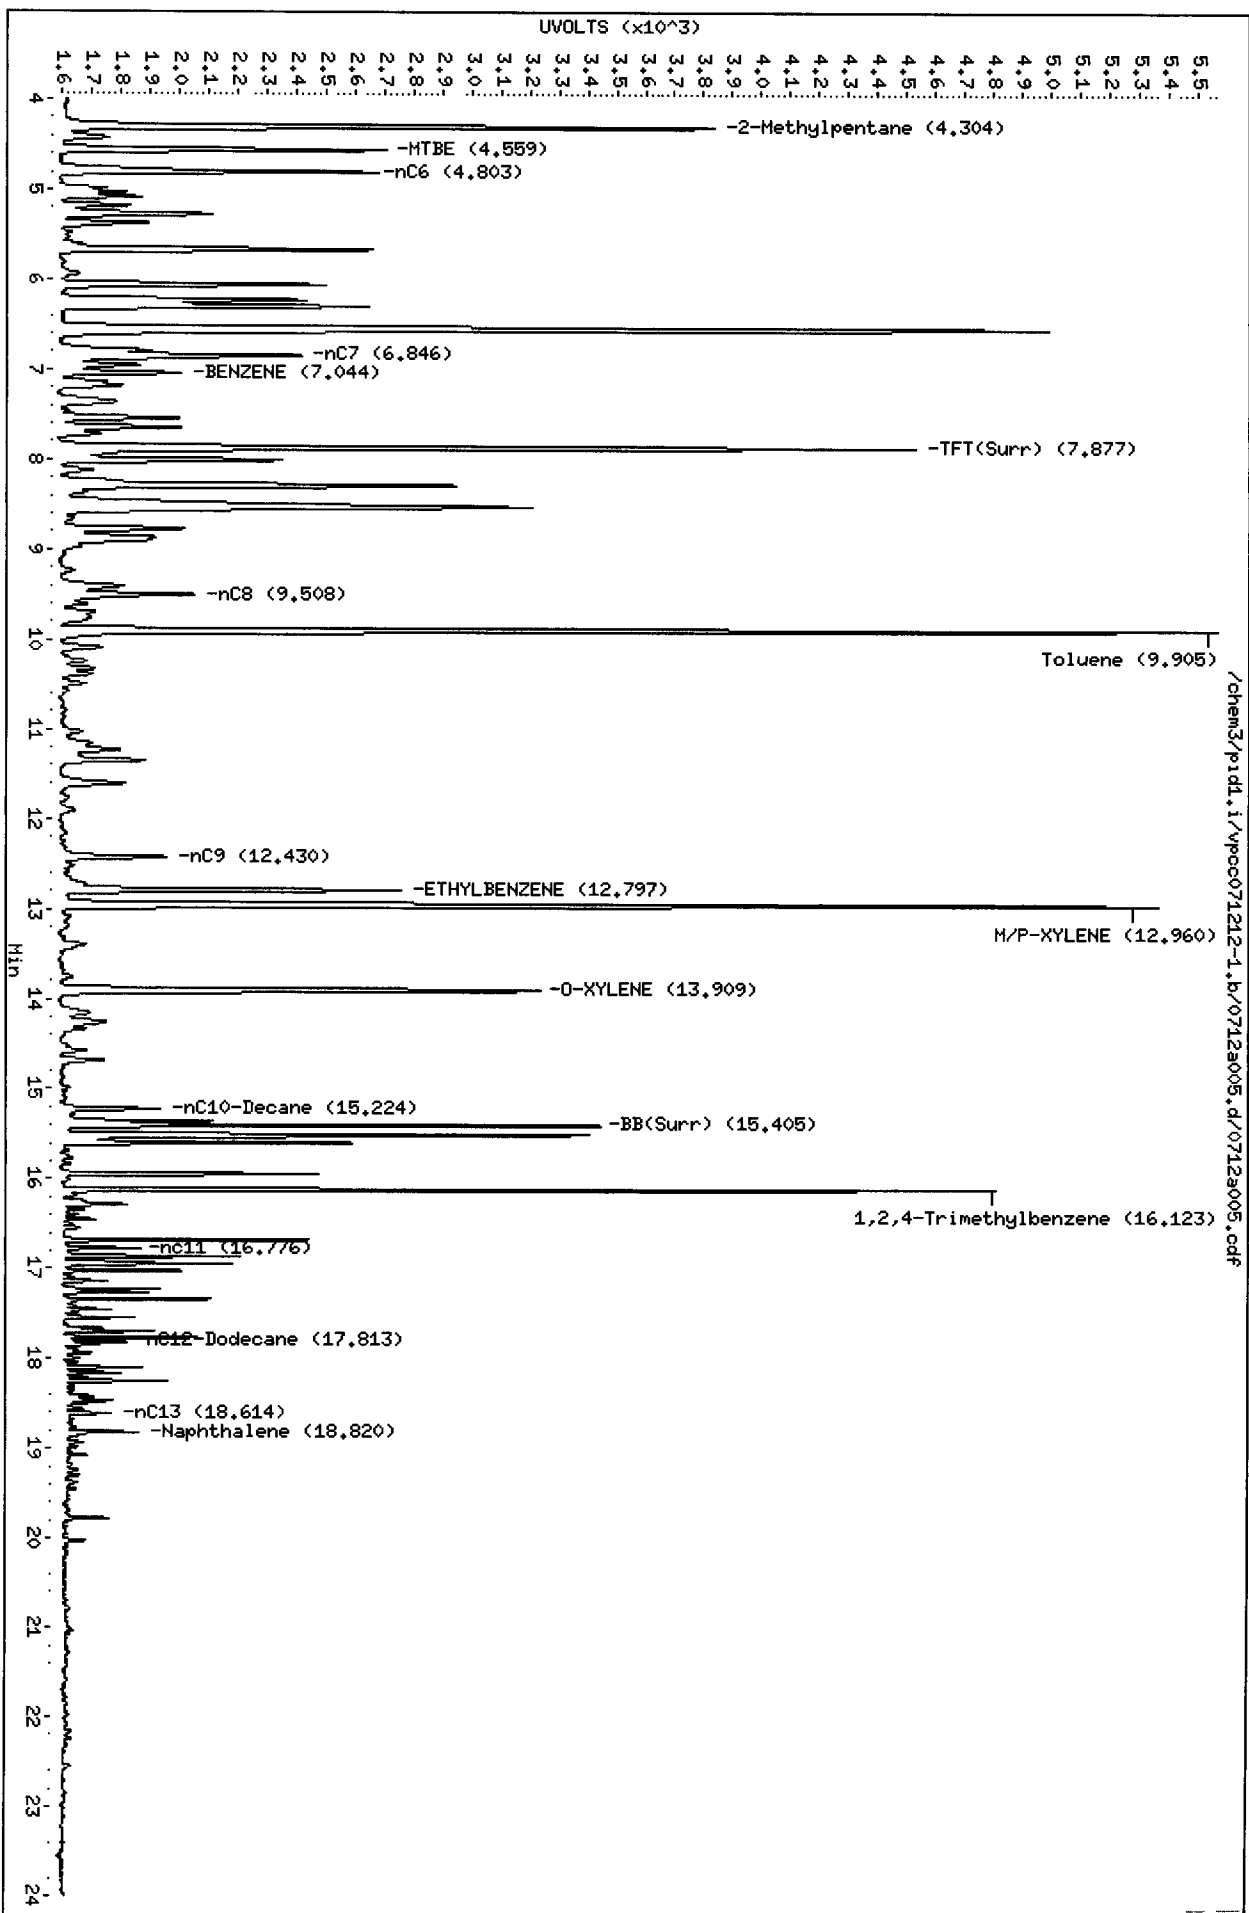 UVOLTS (x10^3)
1.6
1.7
1.8
1.9
2.0
2.1
2.2
2.3
2.4
2.5
2.6
2.7
2.8
2.9
3.0
3.1
3.2
3.3
3.4
3.5
3.6
3.7
3.8
3.9
4.0
4.1
4.2
4.3
4.4
4.5
4.6
4.7
4.8
4.9
5.0
5.1
5.2
5.3
5.4
5.5
/chem3/pid1.i/vpcc071212-1.b/0712a005.d/0712a005.cdf
-2-Methylpentane (4.304)
-MTBE (4.559)
-nC6 (4.803)
-nC7 (6.846)
-BENZENE (7.044)
-TFT(Surr) (7.877)
-nC8 (9.508)
Toluene (9.905)
-nC9 (12.430)
-ETHYLBENZENE (12.797)
M/P-XYLENE (12.960)
-O-XYLENE (13.909)
-nC10-Decane (15.224)
-BB(Surr) (15.405)
1,2,4-Trimethylbenzene (16.123)
-nc11 (16.776)
nC12-Dodecane (17.813)
-nC13 (18.614)
-Naphthalene (18.820)
4
5
6
7
8
9
10
11
12
13
14
15
16
17
18
19
20
21
22
23
24
Min